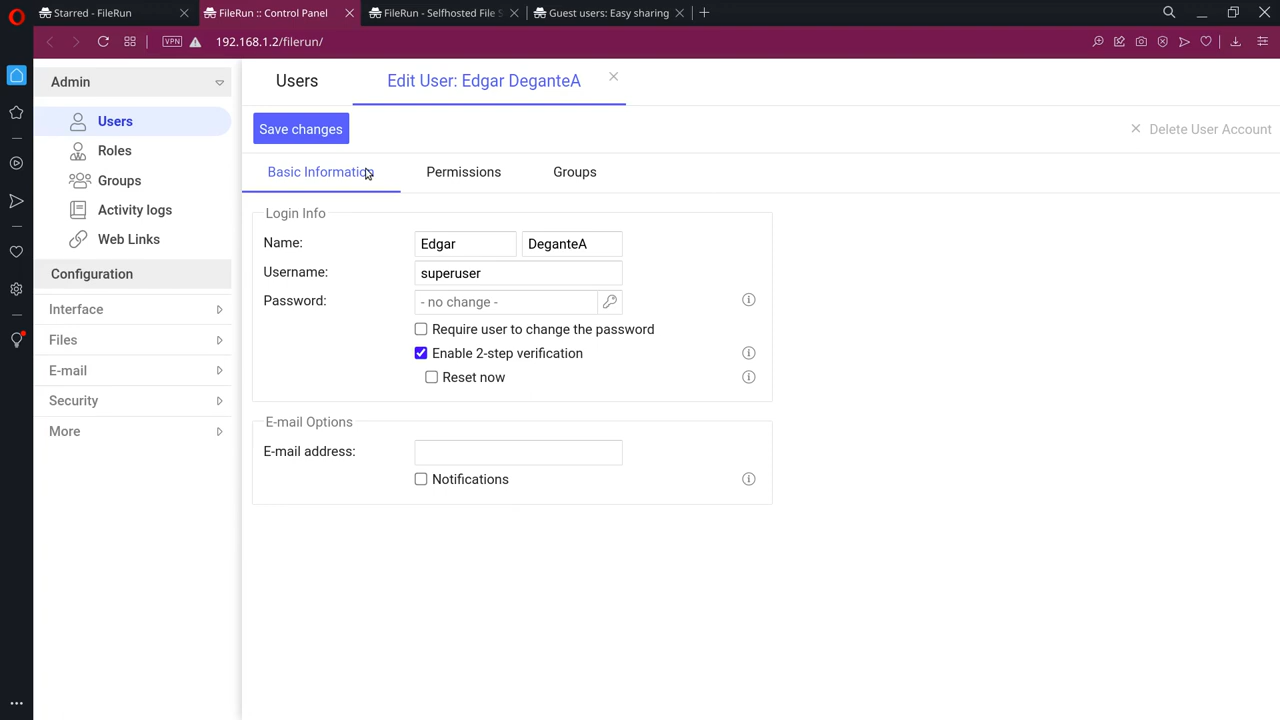 Starred - FileRun
FileRun :: Control Panel
FileRun - Selfhosted File S
Guest users: Easy sharing
VPN
192.168.1.2/filerun/
Admin
Users
Roles
Groups
Activity logs
Web Links
Configuration
Interface
Files
E-mail
Security
More
Users
Edit User: Edgar DeganteA
Save changes
Delete User Account
Basic Information
Permissions
Groups
Login Info
Name:
Edgar
DeganteA
Username:
superuser
Password:
- no change -
Require user to change the password
Enable 2-step verification
Reset now
E-mail Options
E-mail address:
Notifications